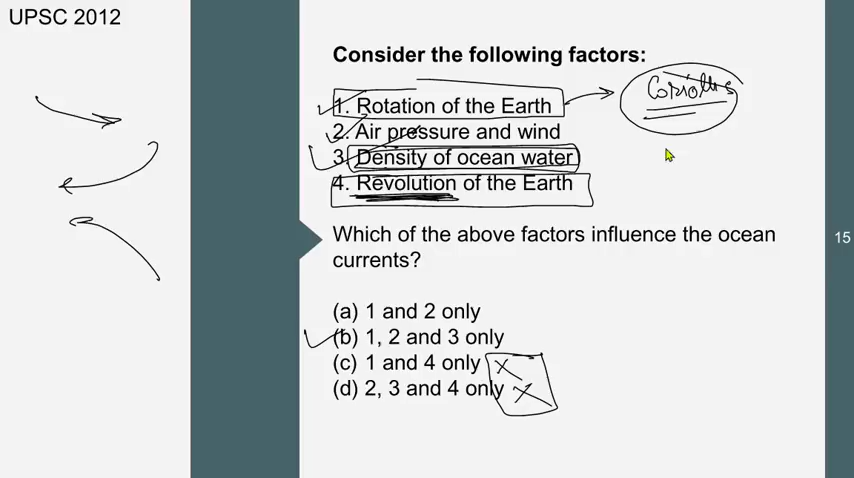 UPSC 2012
Consider the following factors:
1. Rotation of the Earth
Coriolis
2. Air pressure and wind
3. Density of ocean water
4. Revolution of the Earth
Which of the above factors influence the ocean
currents?
15
(a) 1 and 2 only
(b) 1, 2 and 3 only
(c) 1 and 4 only
(d) 2, 3 and 4 only